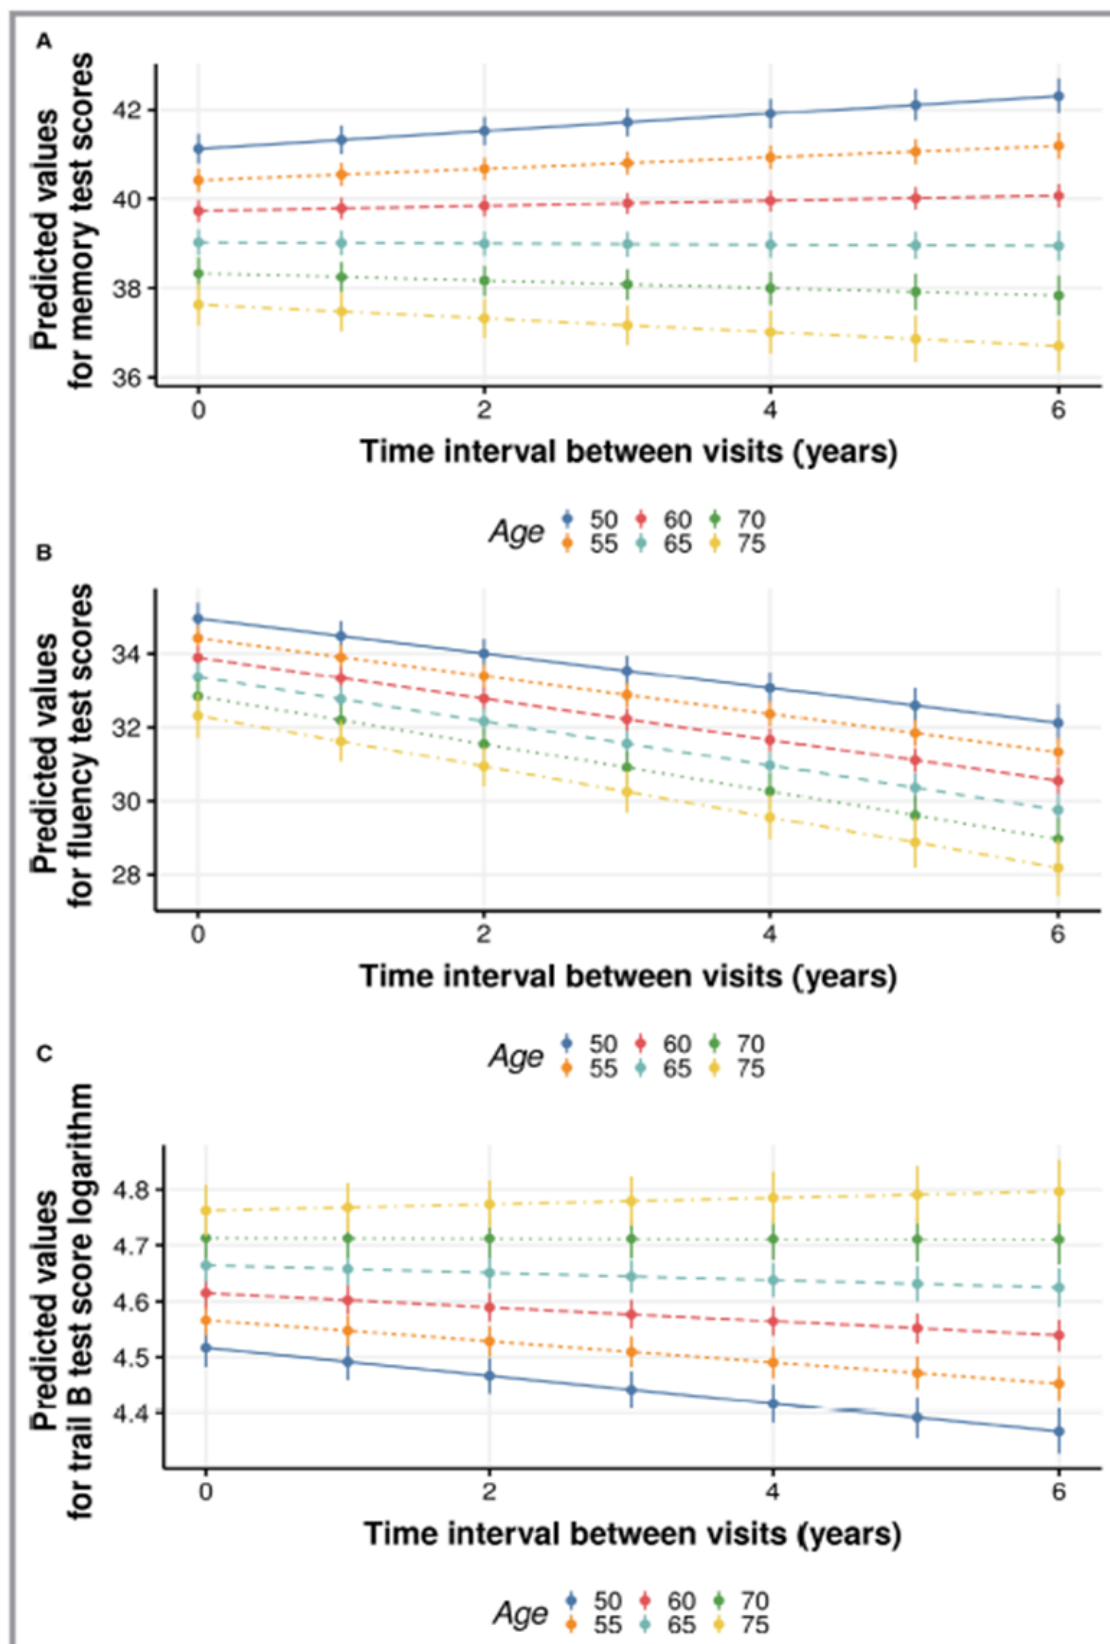 A
Predicted values
for memory test scores
42
40
38
36
0 2 4 6
Time interval between visits (years)
Age 50 60 70
55 65 75
B
Predicted values
for fluency test scores
34
32
30
28
0 2 4 6
Time interval between visits (years)
Age 50 60 70
55 65 75
C
Predicted values
for trail B test score logarithm
4.8
4.7
4.6
4.5
4.4
0 2 4 6
Time interval between visits (years)
Age 50 60 70
55 65 75